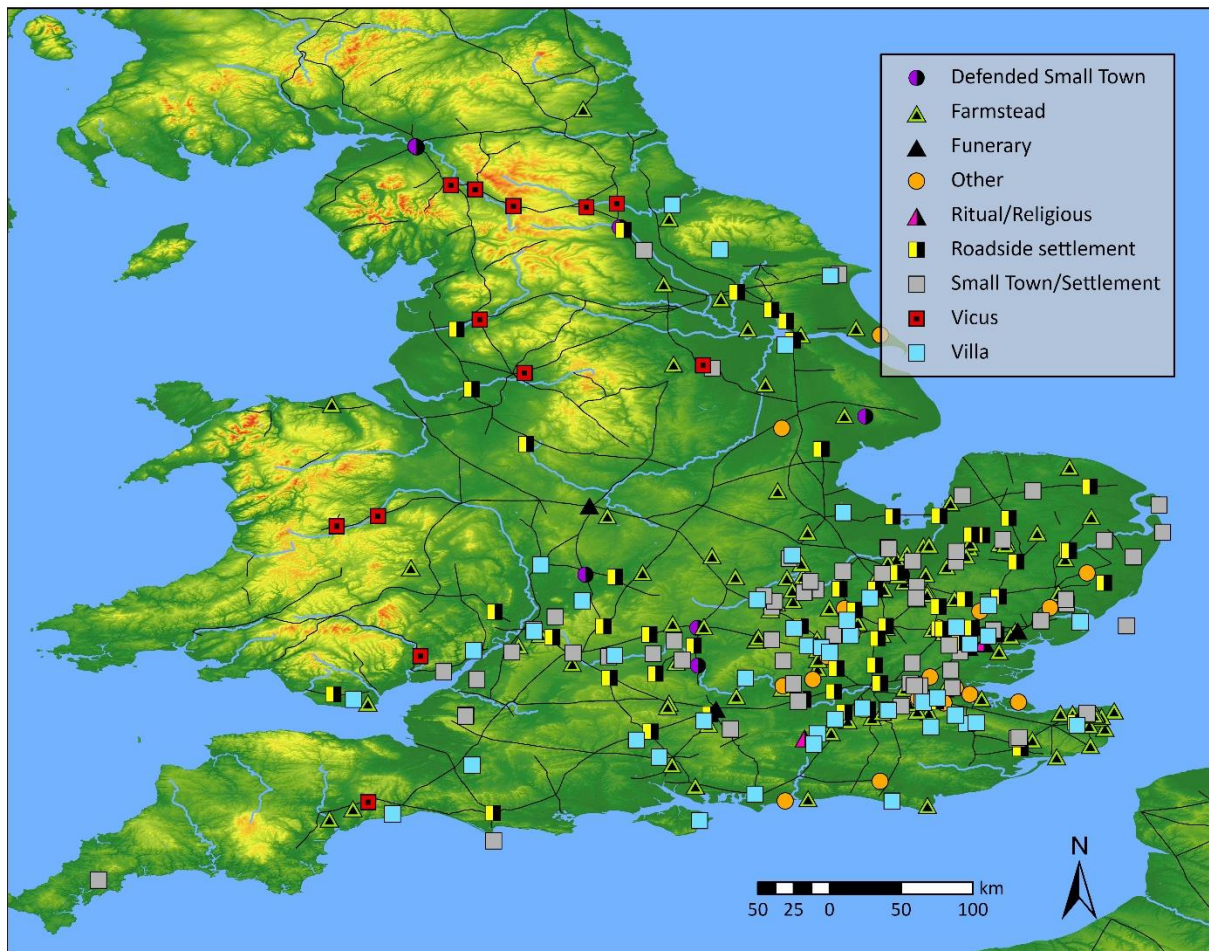 Defended Small Town
Farmstead
Funerary
Other
Ritual/Religious
Roadside settlement
Small Town/Settlement
Vicus
Villa
N
km
50 25 0 50 100